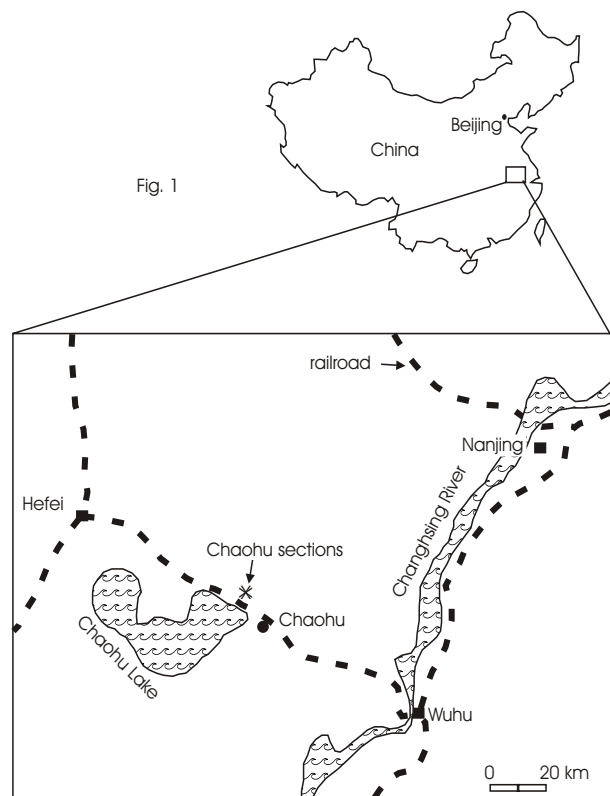 Beijing
China
Fig. 1
railroad
Nanjing
Changhsing River
Hefei
Chaohu sections
Chaohu
Chaohu Lake
Wuhu
0 20 km